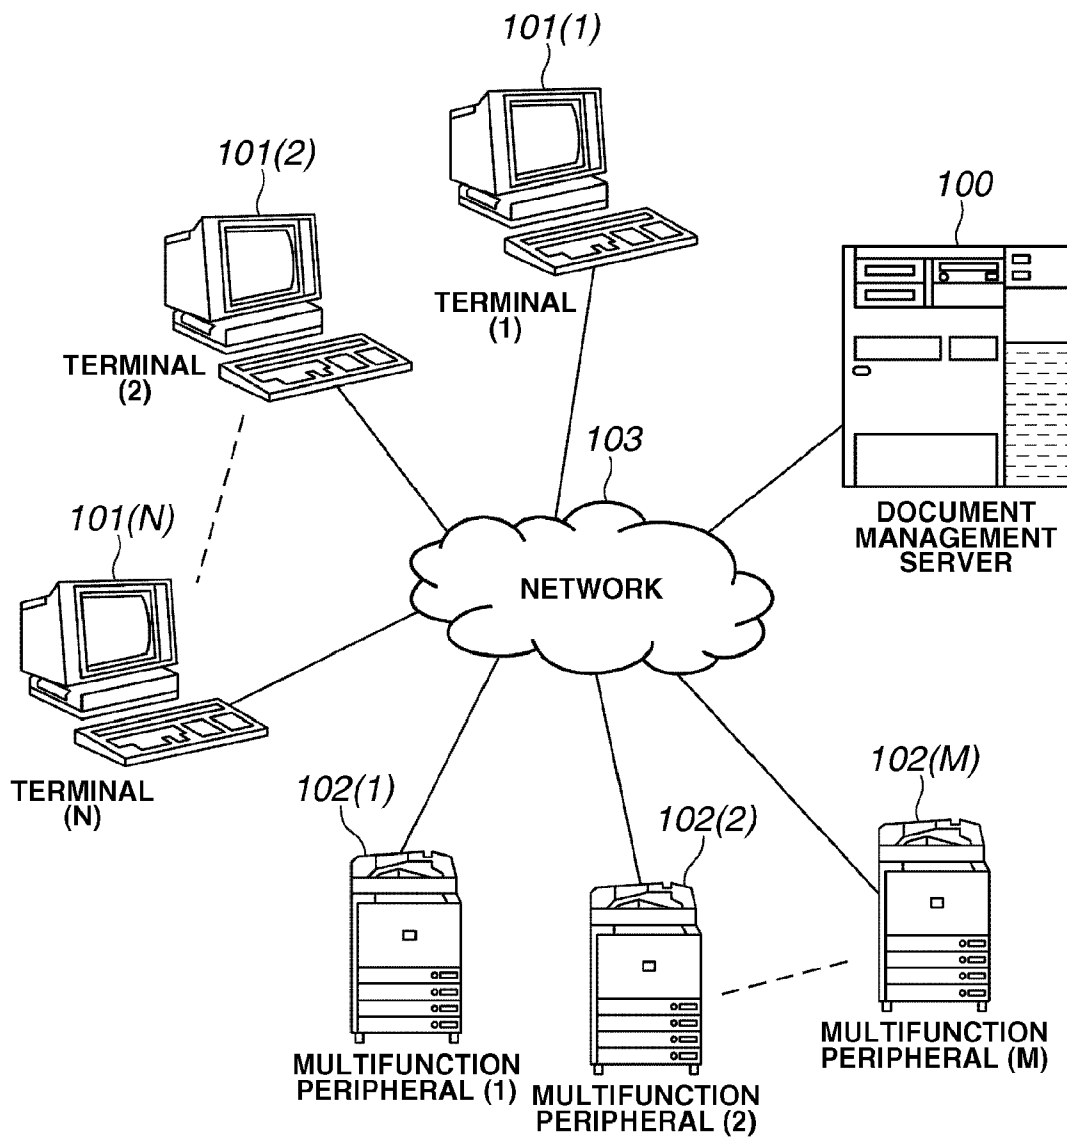 101(1)
101(2)
100
TERMINAL
(1)
TERMINAL
(2)
103
101(N)
DOCUMENT
MANAGEMENT
SERVER
NETWORK
TERMINAL
(N)
102(1)
102(2)
102(M)
MULTIFUNCTION
PERIPHERAL (1)
MULTIFUNCTION
PERIPHERAL (2)
MULTIFUNCTION
PERIPHERAL (M)